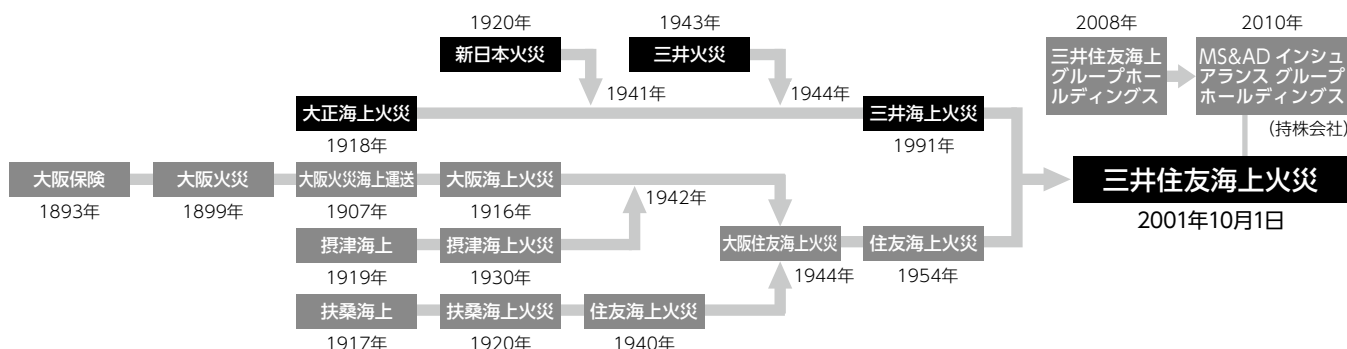 1920年
新日本火災
1943年
三井火災
2008年
三井住友海上
グループホー
ルディングス
2010年
MS&AD インシュ
アランス グループ
ホールディングス
(持株会社)
1941年
1944年
大正海上火災
1918年
三井海上火災
1991年
三井住友海上火災
2001年10月1日
大阪保険
1893年
大阪火災
1899年
大阪火災海上運送
1907年
大阪海上火災
1916年
1942年
摂津海上
1919年
摂津海上火災
1930年
大阪住友海上火災
1944年
住友海上火災
1954年
扶桑海上
1917年
扶桑海上火災
1920年
住友海上火災
1940年